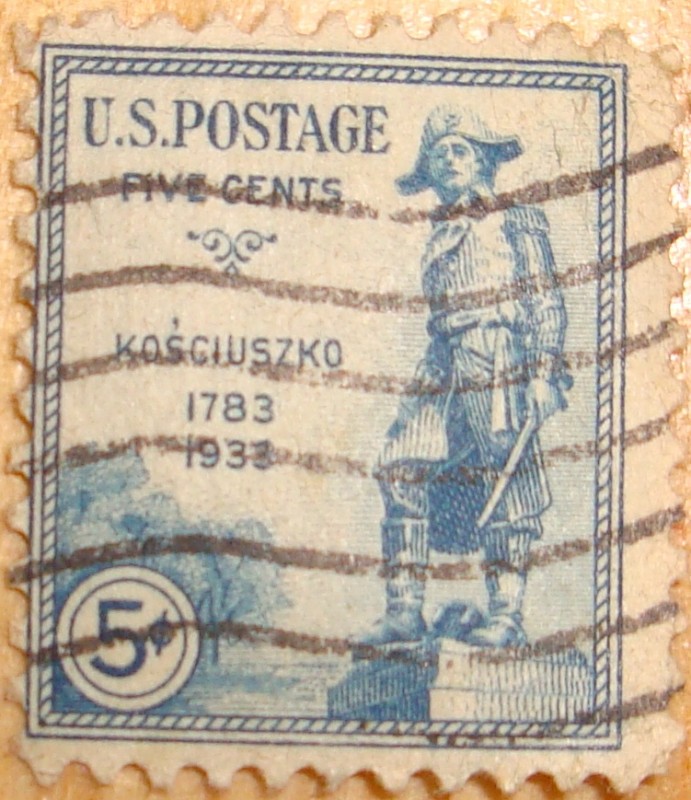 U.S.POSTAGE
FIVE CENTS
KOŚCIUSZKO
1783
1933
5¢